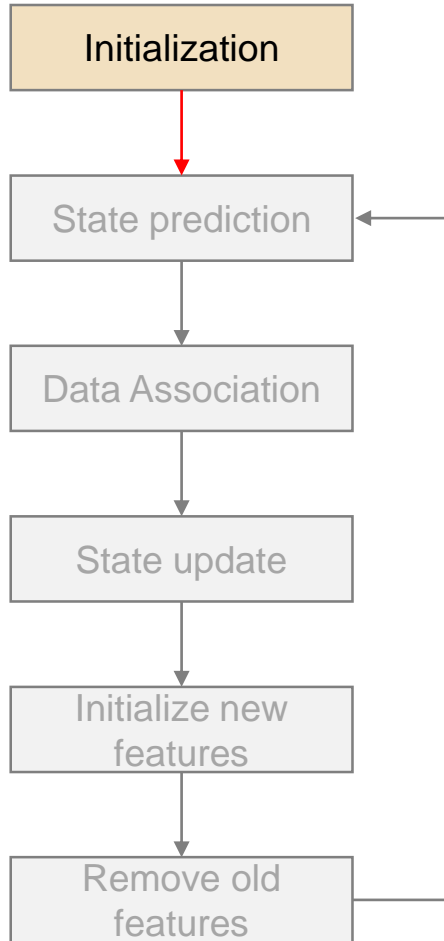 Initialization
State prediction
Data Association
State update
Initialize new
features
Remove old
features